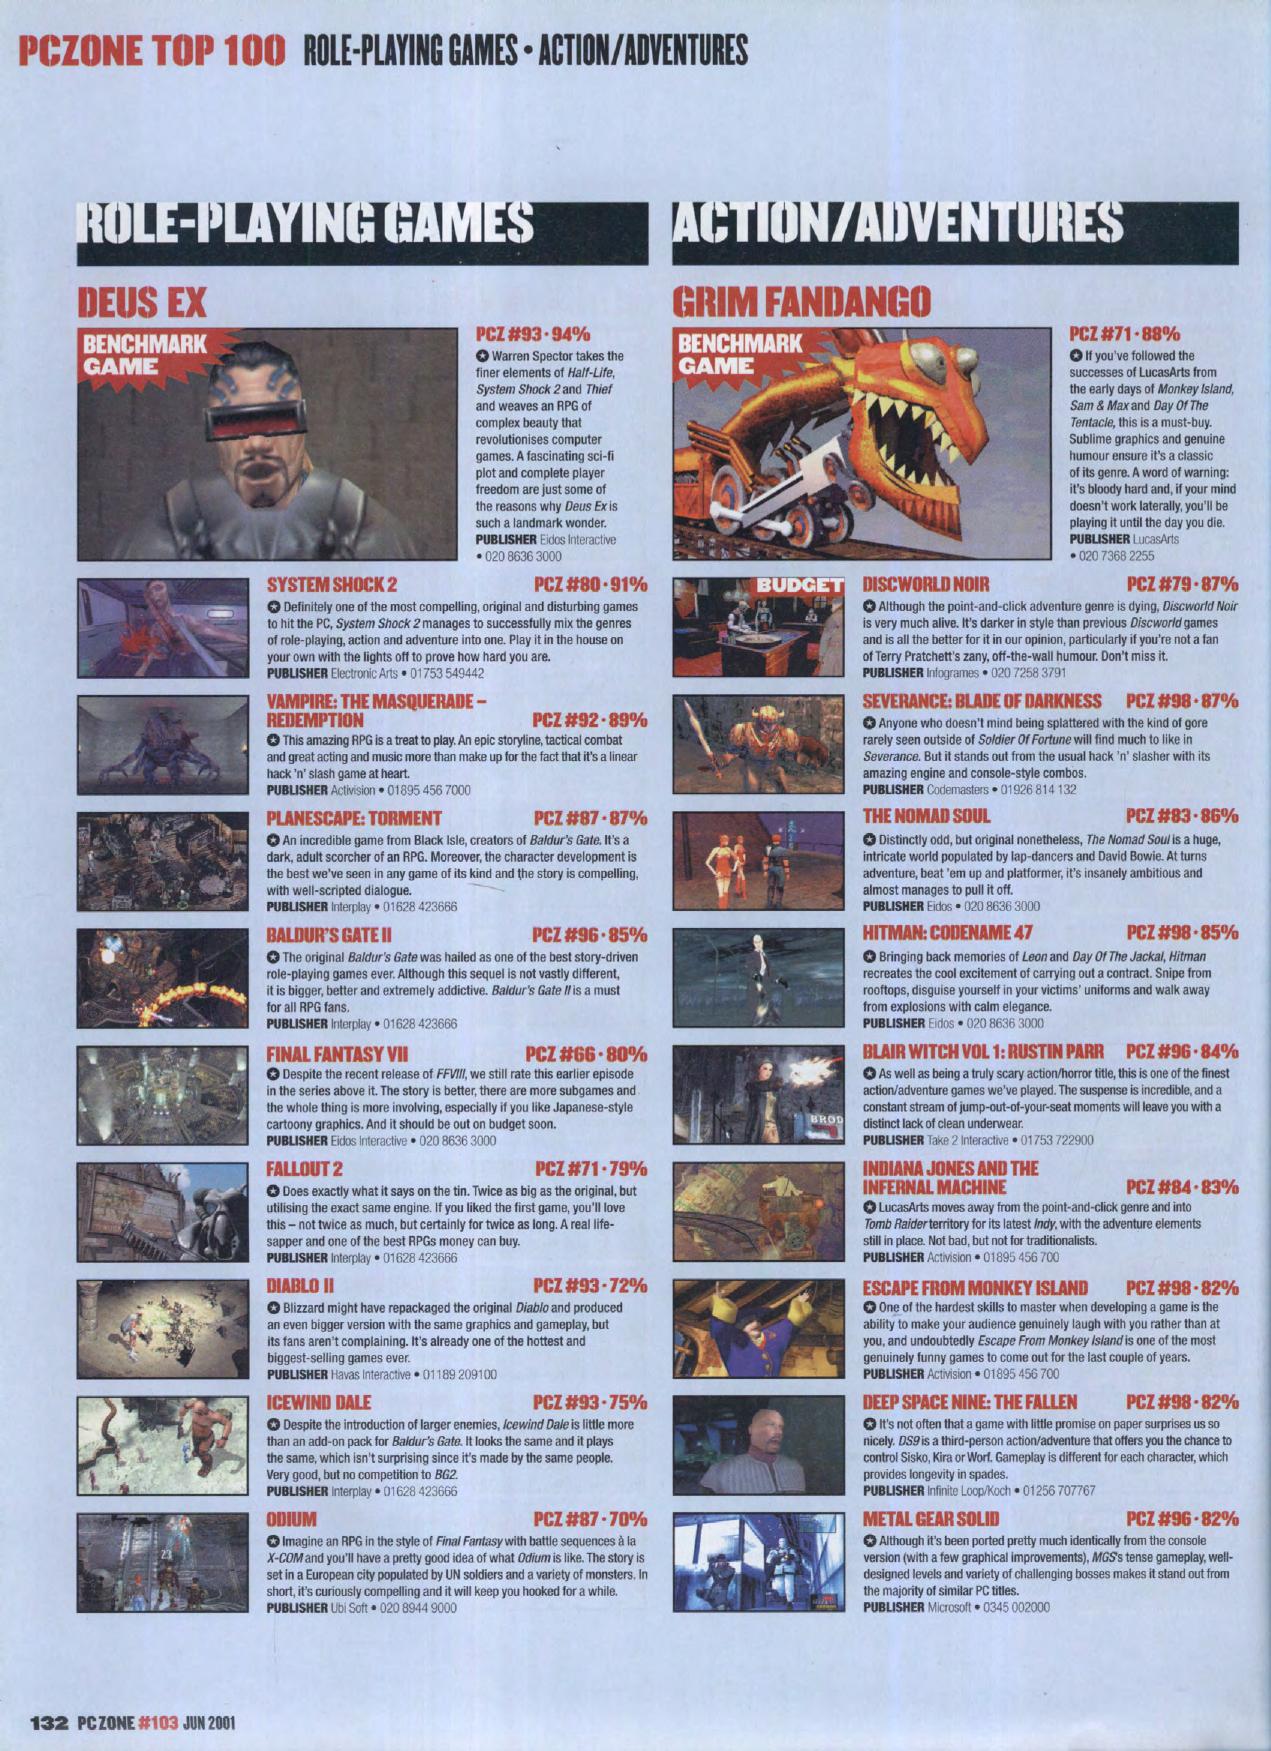 PCZONE TOP 100 ROLE-PLAYING GAMES • ACTION/ADVENTURES
ROLE-PLAYING GAMES
DEUS EX
BENCHMARK
GAME
PCZ #93 • 94%
✪ Warren Spector takes the
finer elements of Half-Life,
System Shock 2 and Thief
and weaves an RPG of
complex beauty that
revolutionises computer
games. A fascinating sci-fi
plot and complete player
freedom are just some of
the reasons why Deus Ex is
such a landmark wonder.
PUBLISHER Eidos Interactive
• 020 8636 3000
SYSTEM SHOCK 2 PCZ #80 • 91%
✪ Definitely one of the most compelling, original and disturbing games
to hit the PC, System Shock 2 manages to successfully mix the genres
of role-playing, action and adventure into one. Play it in the house on
your own with the lights off to prove how hard you are.
PUBLISHER Electronic Arts • 01753 549442
VAMPIRE: THE MASQUERADE –
REDEMPTION PCZ #92 • 89%
✪ This amazing RPG is a treat to play. An epic storyline, tactical combat
and great acting and music more than make up for the fact that it's a linear
hack 'n' slash game at heart.
PUBLISHER Activision • 01895 456 7000
PLANESCAPE: TORMENT PCZ #87 • 87%
✪ An incredible game from Black Isle, creators of Baldur's Gate. It's a
dark, adult scorcher of an RPG. Moreover, the character development is
the best we've seen in any game of its kind and the story is compelling,
with well-scripted dialogue.
PUBLISHER Interplay • 01628 423666
BALDUR'S GATE II PCZ #96 • 85%
✪ The original Baldur's Gate was hailed as one of the best story-driven
role-playing games ever. Although this sequel is not vastly different,
it is bigger, better and extremely addictive. Baldur's Gate II is a must
for all RPG fans.
PUBLISHER Interplay • 01628 423666
FINAL FANTASY VII PCZ #66 • 80%
✪ Despite the recent release of FFVIII, we still rate this earlier episode
in the series above it. The story is better, there are more subgames and
the whole thing is more involving, especially if you like Japanese-style
cartoony graphics. And it should be out on budget soon.
PUBLISHER Eidos Interactive • 020 8636 3000
FALLOUT 2 PCZ #71 • 79%
✪ Does exactly what it says on the tin. Twice as big as the original, but
utilising the exact same engine. If you liked the first game, you'll love
this – not twice as much, but certainly for twice as long. A real life-
sapper and one of the best RPGs money can buy.
PUBLISHER Interplay • 01628 423666
DIABLO II PCZ #93 • 72%
✪ Blizzard might have repackaged the original Diablo and produced
an even bigger version with the same graphics and gameplay, but
its fans aren't complaining. It's already one of the hottest and
biggest-selling games ever.
PUBLISHER Havas Interactive • 01189 209100
ICEWIND DALE PCZ #93 • 75%
✪ Despite the introduction of larger enemies, Icewind Dale is little more
than an add-on pack for Baldur's Gate. It looks the same and it plays
the same, which isn't surprising since it's made by the same people.
Very good, but no competition to BG2.
PUBLISHER Interplay • 01628 423666
ODIUM PCZ #87 • 70%
✪ Imagine an RPG in the style of Final Fantasy with battle sequences à la
X-COM and you'll have a pretty good idea of what Odium is like. The story is
set in a European city populated by UN soldiers and a variety of monsters. In
short, it's curiously compelling and it will keep you hooked for a while.
PUBLISHER Ubi Soft • 020 8944 9000
ACTION/ADVENTURES
GRIM FANDANGO
BENCHMARK
GAME
PCZ #71 • 88%
✪ If you've followed the
successes of LucasArts from
the early days of Monkey Island,
Sam & Max and Day Of The
Tentacle, this is a must-buy.
Sublime graphics and genuine
humour ensure it's a classic
of its genre. A word of warning:
it's bloody hard and, if your mind
doesn't work laterally, you'll be
playing it until the day you die.
PUBLISHER LucasArts
• 020 7368 2255
BUDGET
DISCWORLD NOIR PCZ #79 • 87%
✪ Although the point-and-click adventure genre is dying, Discworld Noir
is very much alive. It's darker in style than previous Discworld games
and is all the better for it in our opinion, particularly if you're not a fan
of Terry Pratchett's zany, off-the-wall humour. Don't miss it.
PUBLISHER Infogrames • 020 7258 3791
SEVERANCE: BLADE OF DARKNESS PCZ #98 • 87%
✪ Anyone who doesn't mind being splattered with the kind of gore
rarely seen outside of Soldier Of Fortune will find much to like in
Severance. But it stands out from the usual hack 'n' slasher with its
amazing engine and console-style combos.
PUBLISHER Codemasters • 01926 814 132
THE NOMAD SOUL PCZ #83 • 86%
✪ Distinctly odd, but original nonetheless, The Nomad Soul is a huge,
intricate world populated by lap-dancers and David Bowie. At turns
adventure, beat 'em up and platformer, it's insanely ambitious and
almost manages to pull it off.
PUBLISHER Eidos • 020 8636 3000
HITMAN: CODENAME 47 PCZ #98 • 85%
✪ Bringing back memories of Leon and Day Of The Jackal, Hitman
recreates the cool excitement of carrying out a contract. Snipe from
rooftops, disguise yourself in your victims' uniforms and walk away
from explosions with calm elegance.
PUBLISHER Eidos • 020 8636 3000
BROD
BLAIR WITCH VOL 1: RUSTIN PARR PCZ #96 • 84%
✪ As well as being a truly scary action/horror title, this is one of the finest
action/adventure games we've played. The suspense is incredible, and a
constant stream of jump-out-of-your-seat moments will leave you with a
distinct lack of clean underwear.
PUBLISHER Take 2 Interactive • 01753 722900
INDIANA JONES AND THE
INFERNAL MACHINE PCZ #84 • 83%
✪ LucasArts moves away from the point-and-click genre and into
Tomb Raider territory for its latest Indy, with the adventure elements
still in place. Not bad, but not for traditionalists.
PUBLISHER Activision • 01895 456 700
ESCAPE FROM MONKEY ISLAND PCZ #98 • 82%
✪ One of the hardest skills to master when developing a game is the
ability to make your audience genuinely laugh with you rather than at
you, and undoubtedly Escape From Monkey Island is one of the most
genuinely funny games to come out for the last couple of years.
PUBLISHER Activision • 01895 456 700
DEEP SPACE NINE: THE FALLEN PCZ #98 • 82%
✪ It's not often that a game with little promise on paper surprises us so
nicely. DS9 is a third-person action/adventure that offers you the chance to
control Sisko, Kira or Worf. Gameplay is different for each character, which
provides longevity in spades.
PUBLISHER Infinite Loop/Koch • 01256 707767
METAL GEAR SOLID PCZ #96 • 82%
✪ Although it's been ported pretty much identically from the console
version (with a few graphical improvements), MGS's tense gameplay, well-
designed levels and variety of challenging bosses makes it stand out from
the majority of similar PC titles.
PUBLISHER Microsoft • 0345 002000
132 PC ZONE #103 JUN 2001